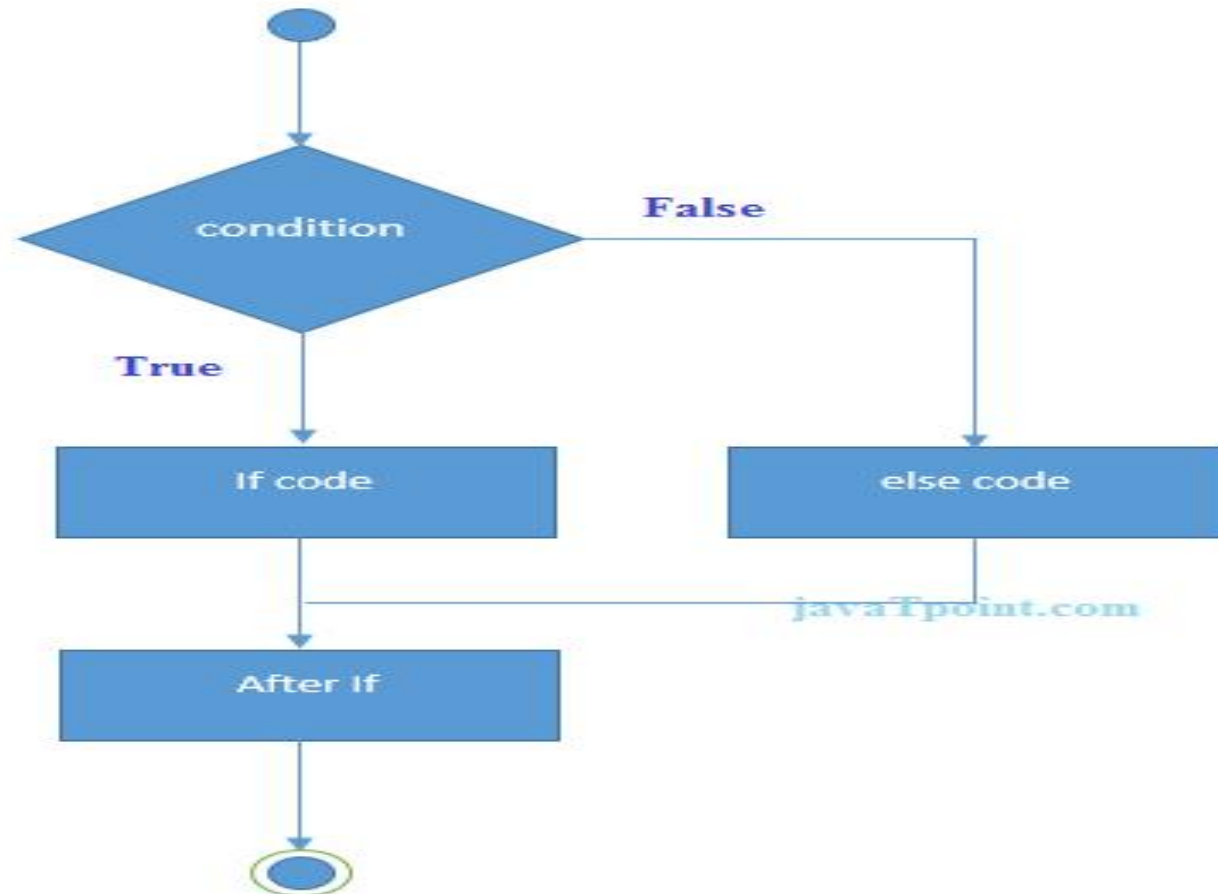 condition
False
True
If code
else code
javaTpoint.com
After If